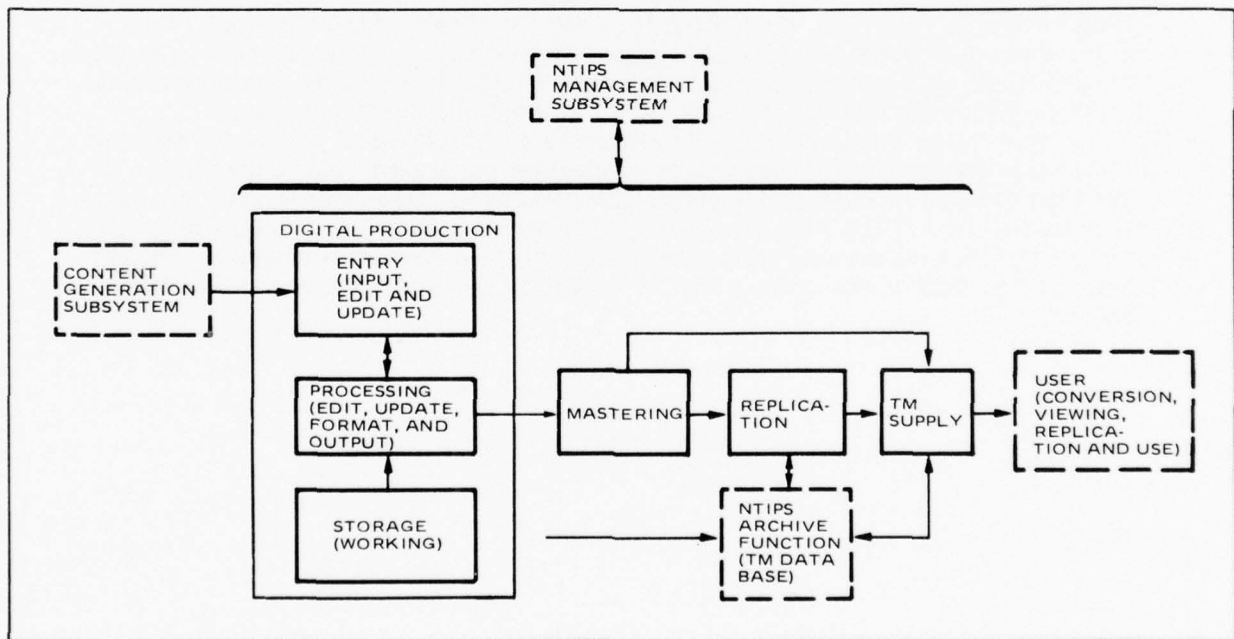 NTIPS
MANAGEMENT
SUBSYSTEM
DIGITAL PRODUCTION
CONTENT
GENERATION
SUBSYSTEM
ENTRY
(INPUT,
EDIT AND
UPDATE)
PROCESSING
(EDIT, UPDATE,
FORMAT, AND
OUTPUT)
STORAGE
(WORKING)
MASTERING
REPLICA-
TION
TM
SUPPLY
USER
(CONVERSION,
VIEWING,
REPLICA-
TION AND USE)
NTIPS
ARCHIVE
FUNCTION
(TM DATA
BASE)